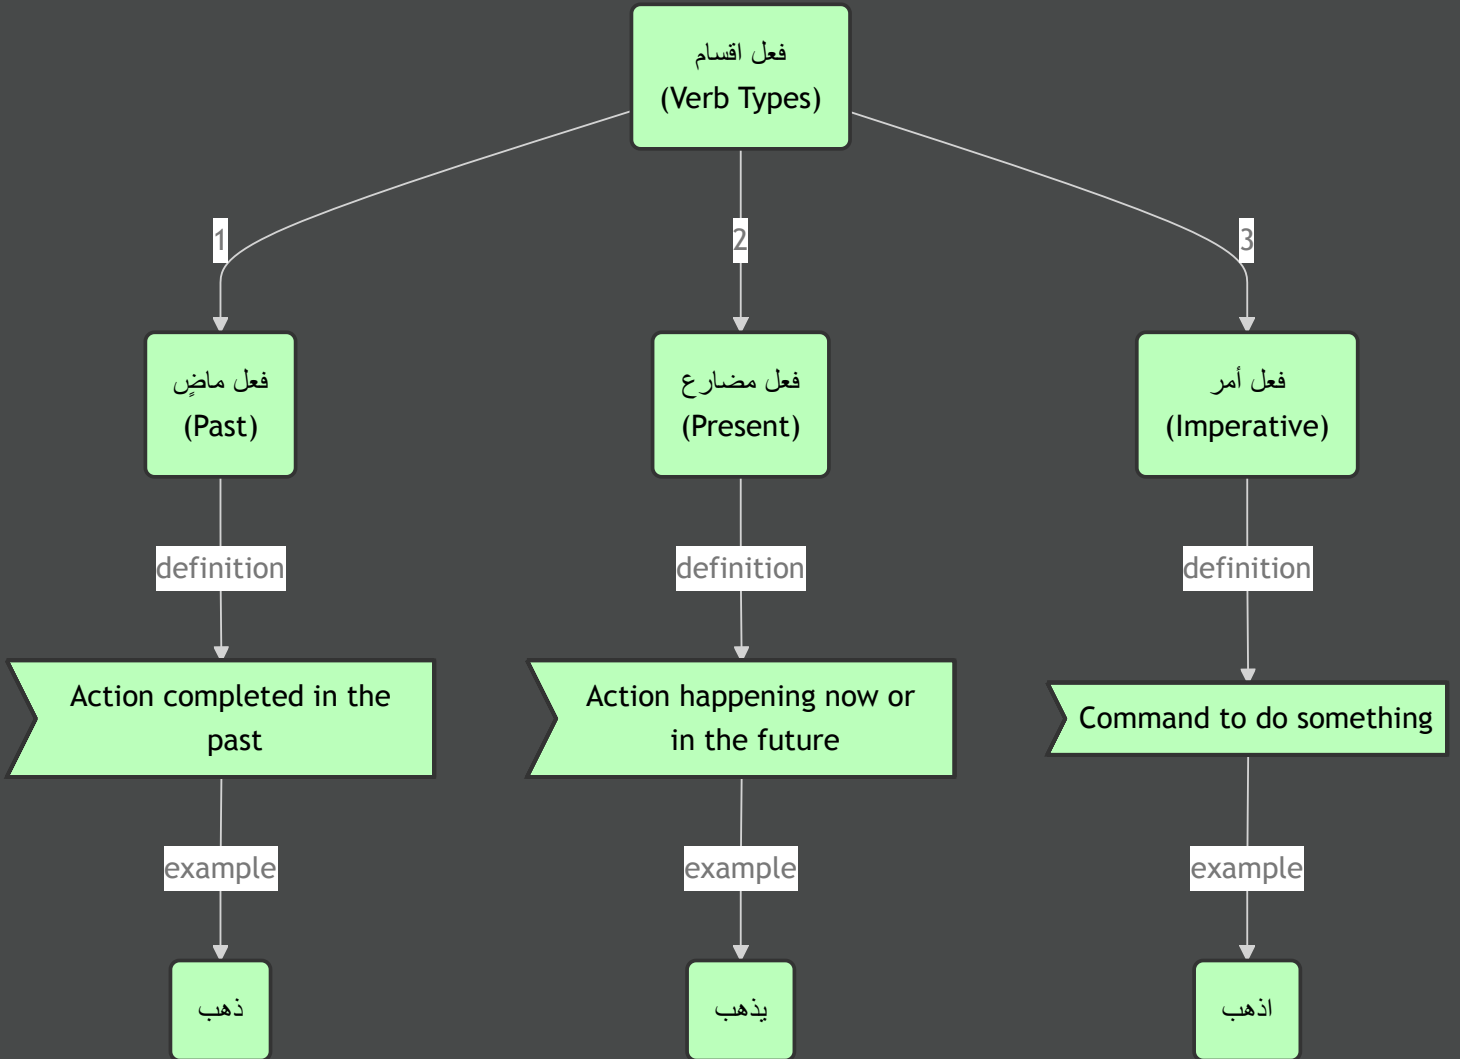 فعل اقسام
(Verb Types)
1
2
3
فعل ماضٍ
(Past)
فعل مضارع
(Present)
فعل أمر
(Imperative)
definition
definition
definition
Action completed in the
past
Action happening now or
in the future
Command to do something
example
example
example
ذهب
يذهب
اذهب